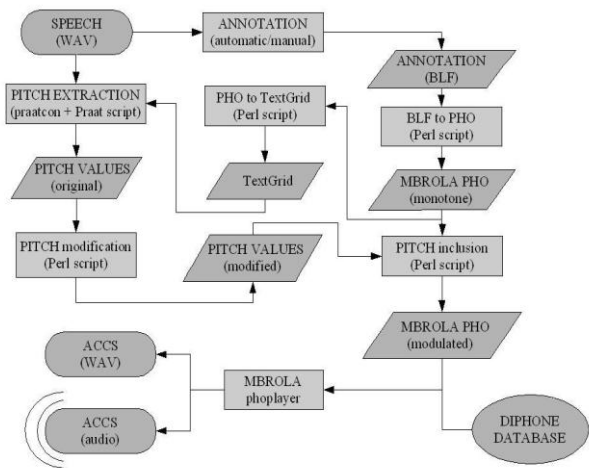 SPEECH
(WAV)
ANNOTATION
(automatic/manual)
ANNOTATION
(BLF)
PITCH EXTRACTION
(praatcon + Praat script)
PHO to TextGrid
(Perl script)
BLF to PHO
(Perl script)
PITCH VALUES
(original)
TextGrid
MBROLA PHO
(monotone)
PITCH modification
(Perl script)
PITCH VALUES
(modified)
PITCH inclusion
(Perl script)
MBROLA PHO
(modulated)
ACCS
(WAV)
MBROLA
phoplayer
ACCS
(audio)
DIPHONE
DATABASE